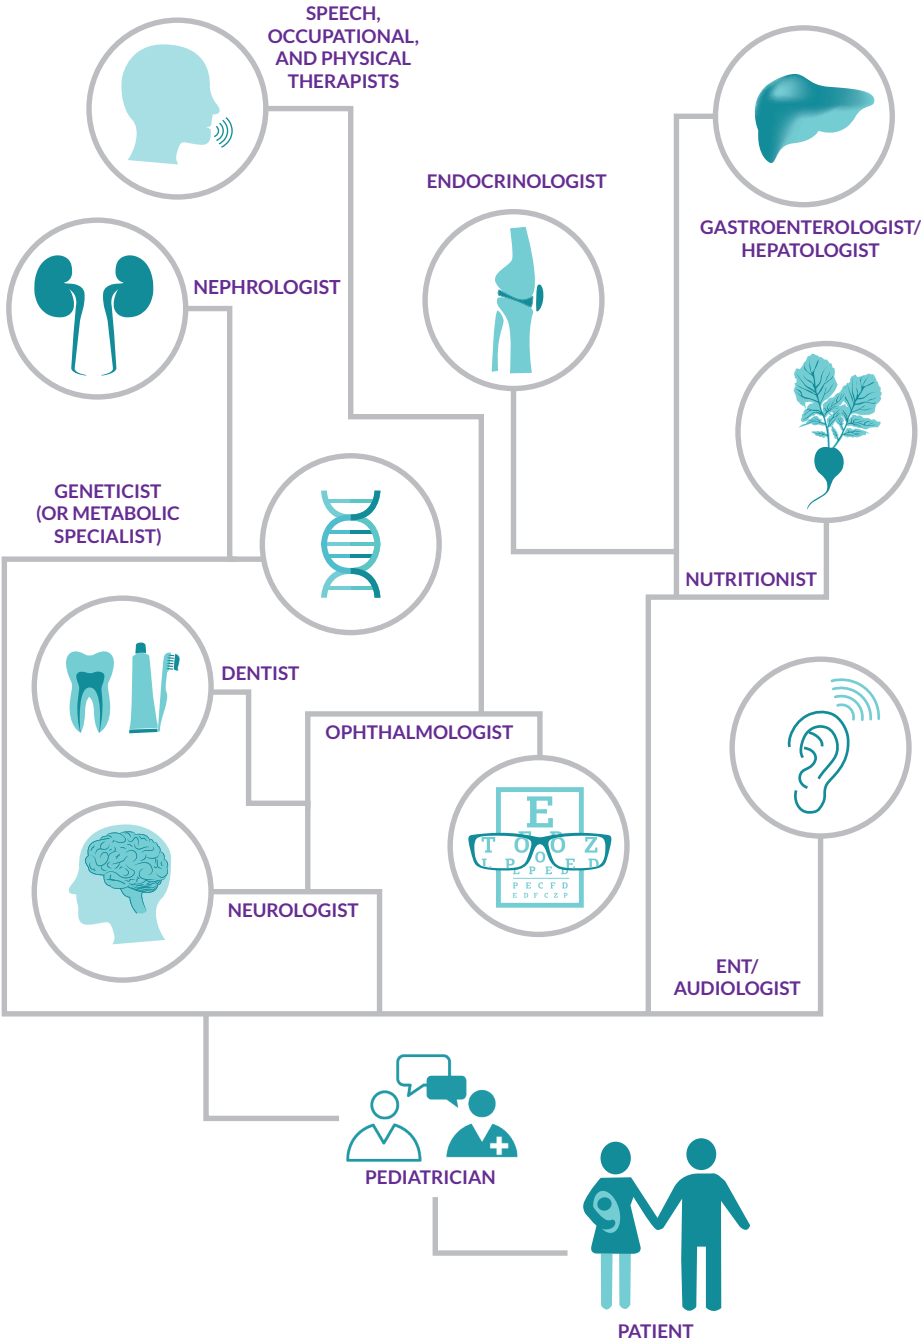 SPEECH,
OCCUPATIONAL,
AND PHYSICAL
THERAPISTS
ENDOCRINOLOGIST
GASTROENTEROLOGIST/
HEPATOLOGIST
NEPHROLOGIST
GENETICIST
(OR METABOLIC
SPECIALIST)
NUTRITIONIST
DENTIST
OPHTHALMOLOGIST
E
T O Z
P E C F D
E D F C Z P
NEUROLOGIST
ENT/
AUDIOLOGIST
PEDIATRICIAN
PATIENT